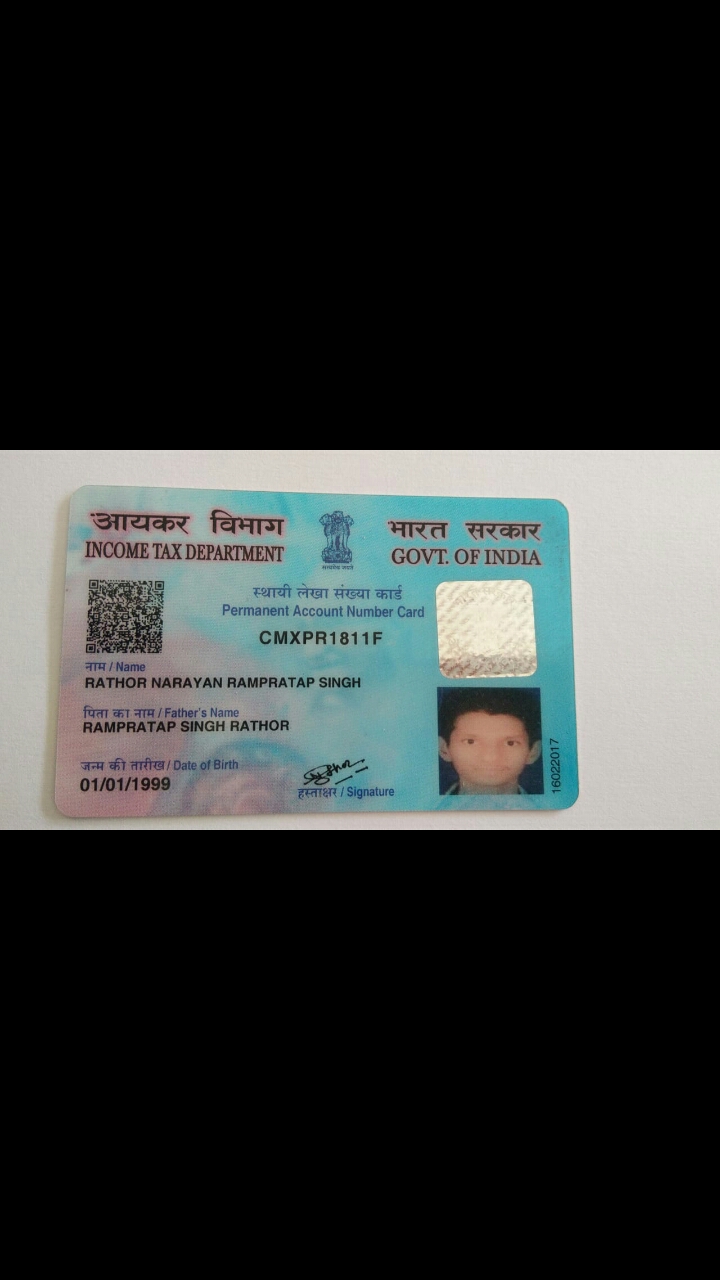 आयकर विभाग
INCOME TAX DEPARTMENT
सत्यमेव जयते
भारत सरकार
GOVT. OF INDIA
स्थायी लेखा संख्या कार्ड
Permanent Account Number Card
CMXPR1811F
नाम / Name
RATHOR NARAYAN RAMPRATAP SINGH
पिता का नाम / Father's Name
RAMPRATAP SINGH RATHOR
जन्म की तारीख / Date of Birth
01/01/1999
हस्ताक्षर / Signature
16022017